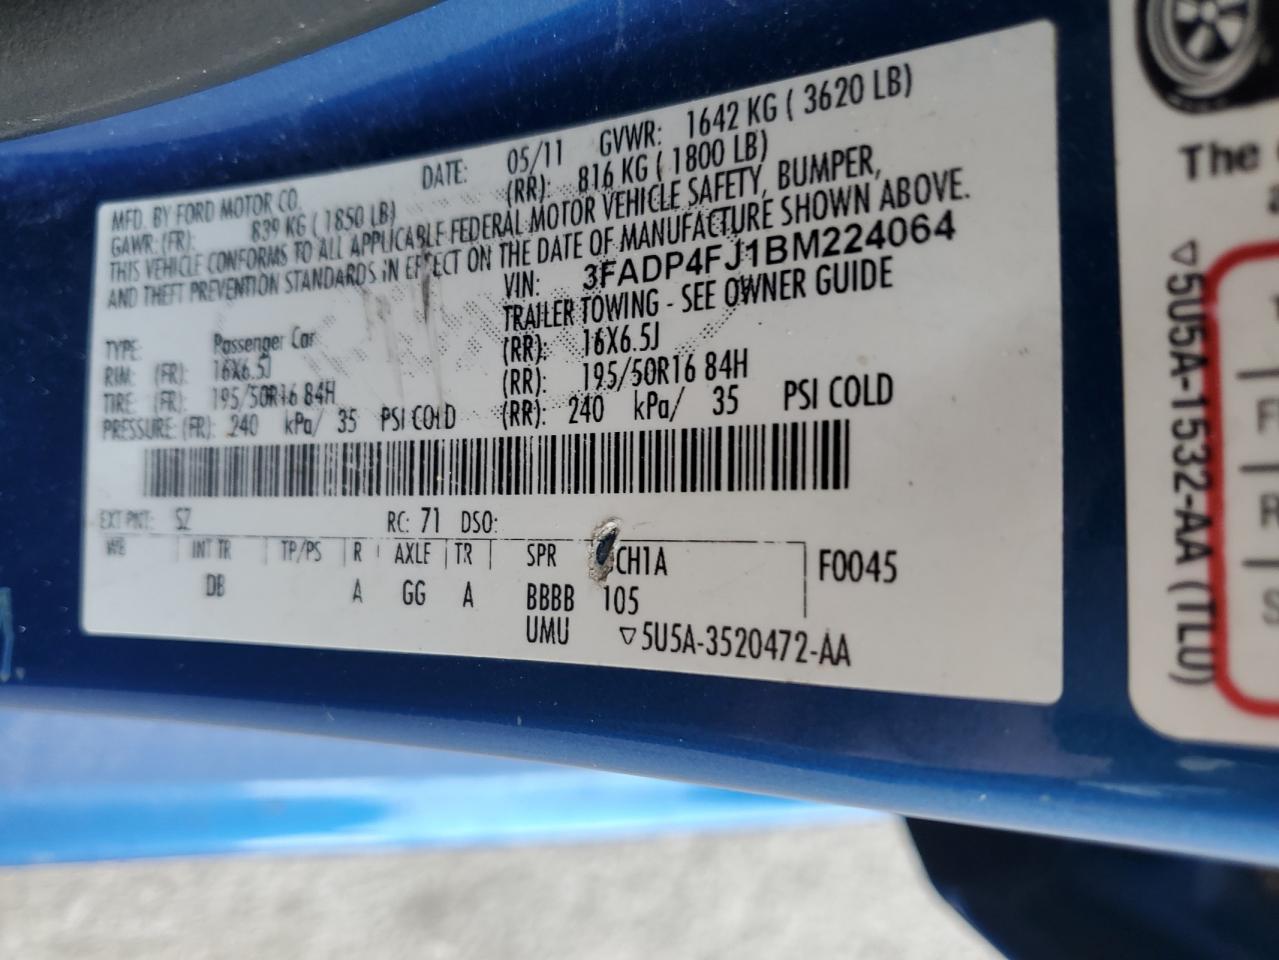 MFD. BY FORD MOTOR CO. DATE: 05/11 GVWR: 1642 KG ( 3620 LB)
GAWR: (FR): 839 KG ( 1850 LB) (RR): 816 KG ( 1800 LB)
THIS VEHICLE CONFORMS TO ALL APPLICABLE FEDERAL MOTOR VEHICLE SAFETY, BUMPER,
AND THEFT PREVENTION STANDARDS IN EFFECT ON THE DATE OF MANUFACTURE SHOWN ABOVE.
VIN: 3FADP4FJ1BM224064
TRAILER TOWING - SEE OWNER GUIDE
TYPE: Passenger Car
RIM: (FR): 16X6.5J (RR): 16X6.5J
TIRE: (FR): 195/50R16 84H (RR): 195/50R16 84H
PRESSURE: (FR): 240 kPa/ 35 PSI COLD (RR): 240 kPa/ 35 PSI COLD
EXT PNT: SZ RC: 71 DSO:
WB INT TR TP/PS R AXLE TR SPR CH1A F0045
DB A GG A BBBB 105
UMU ▽5U5A-3520472-AA
The
▽5U5A-1532-AA (TLU)
F
R
S